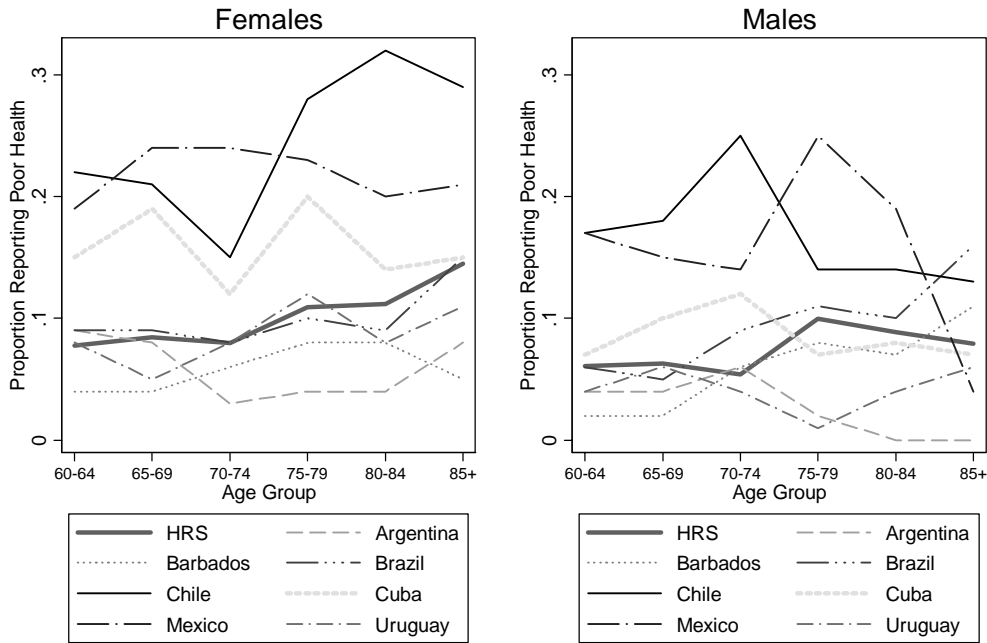 Females
Proportion Reporting Poor Health
.3
.2
.1
0
60-64 65-69 70-74 75-79 80-84 85+
Age Group
HRS Argentina
Barbados Brazil
Chile Cuba
Mexico Uruguay
Males
Proportion Reporting Poor Health
.3
.2
.1
0
60-64 65-69 70-74 75-79 80-84 85+
Age Group
HRS Argentina
Barbados Brazil
Chile Cuba
Mexico Uruguay